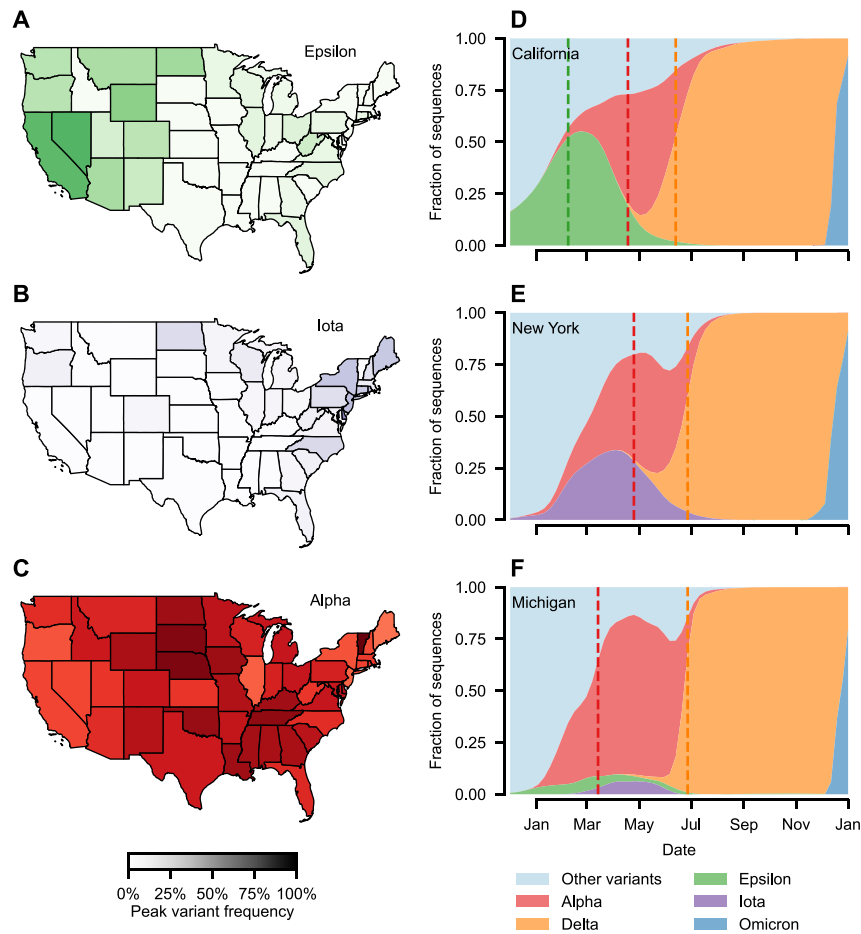 A
Epsilon
B
Iota
C
Alpha
0% 25% 50% 75% 100%
Peak variant frequency
D
California
1.00
0.75
0.50
0.25
0.00
Fraction of sequences
E
New York
1.00
0.75
0.50
0.25
0.00
Fraction of sequences
F
Michigan
1.00
0.75
0.50
0.25
0.00
Fraction of sequences
Jan Mar May Jul Sep Nov Jan
Date
Other variants
Alpha
Delta
Epsilon
Iota
Omicron